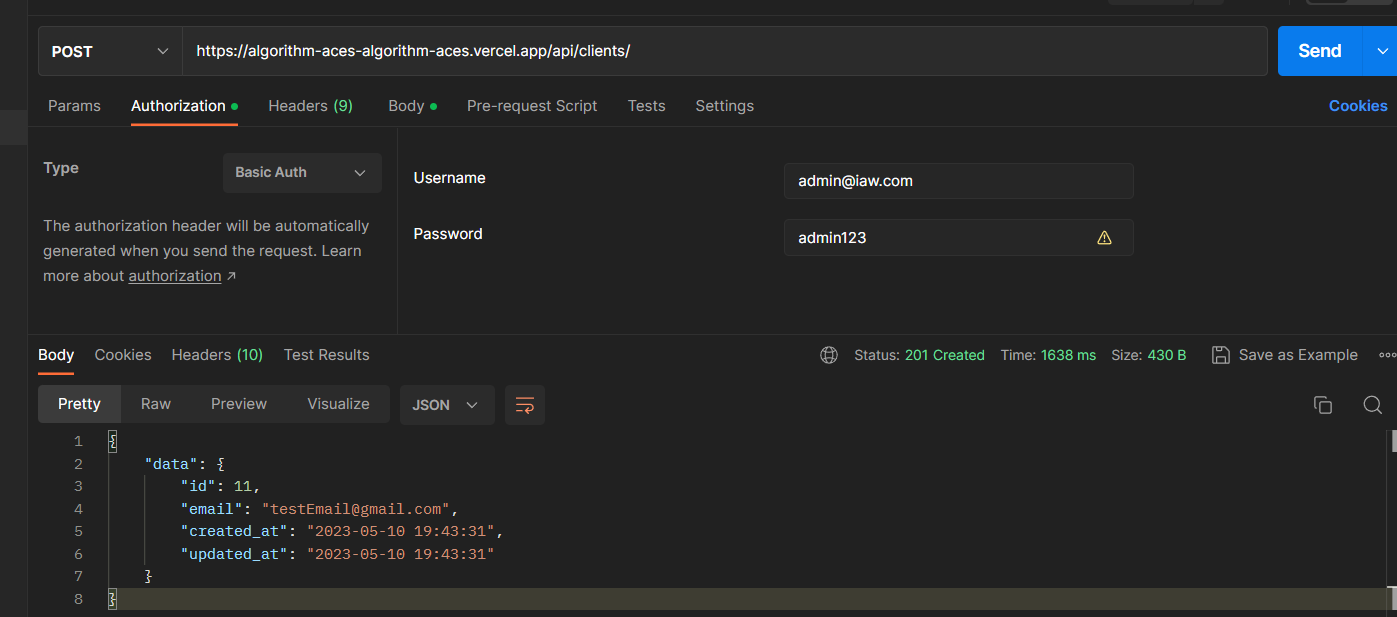 POST https://algorithm-aces-algorithm-aces.vercel.app/api/clients/ Send
Params Authorization Headers (9) Body Pre-request Script Tests Settings Cookies
Type Basic Auth
The authorization header will be automatically
generated when you send the request. Learn
more about authorization ↗
Username admin@iaw.com
Password admin123
Body Cookies Headers (10) Test Results Status: 201 Created Time: 1638 ms Size: 430 B Save as Example
Pretty Raw Preview Visualize JSON
1 {
2 "data": {
3 "id": 11,
4 "email": "testEmail@gmail.com",
5 "created_at": "2023-05-10 19:43:31",
6 "updated_at": "2023-05-10 19:43:31"
7 }
8 }